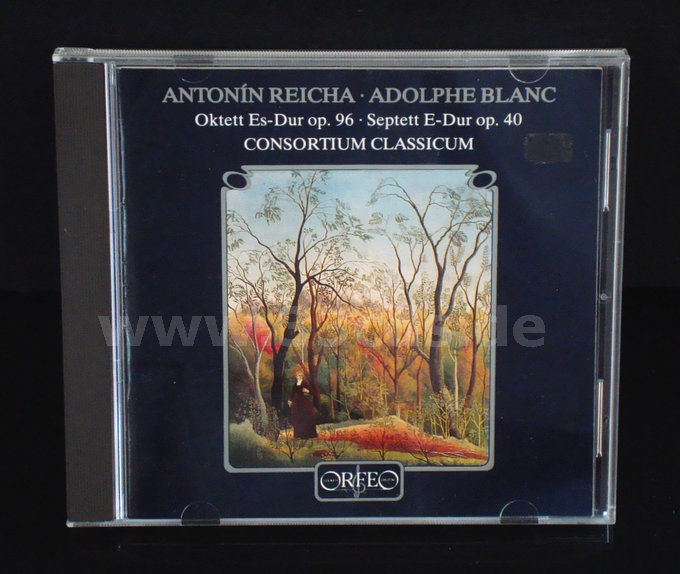 ANTONÍN REICHA · ADOLPHE BLANC
Oktett Es-Dur op. 96 · Septett E-Dur op. 40
CONSORTIUM CLASSICUM
ORFEO